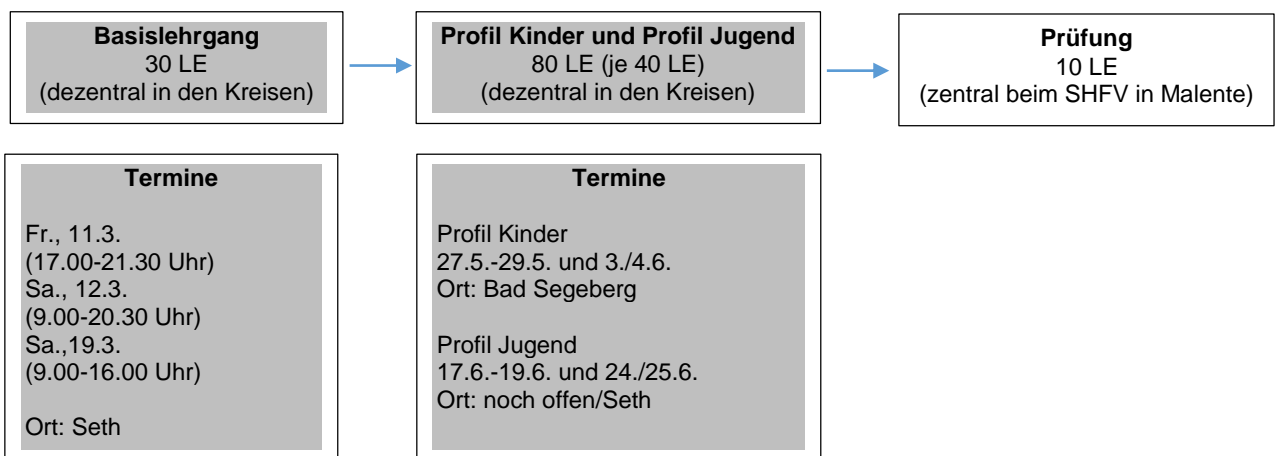 Basislehrgang
30 LE
(dezentral in den Kreisen)
Profil Kinder und Profil Jugend
80 LE (je 40 LE)
(dezentral in den Kreisen)
Prüfung
10 LE
(zentral beim SHFV in Malente)
Termine
Fr., 11.3.
(17.00-21.30 Uhr)
Sa., 12.3.
(9.00-20.30 Uhr)
Sa.,19.3.
(9.00-16.00 Uhr)
Ort: Seth
Termine
Profil Kinder
27.5.-29.5. und 3./4.6.
Ort: Bad Segeberg
Profil Jugend
17.6.-19.6. und 24./25.6.
Ort: noch offen/Seth